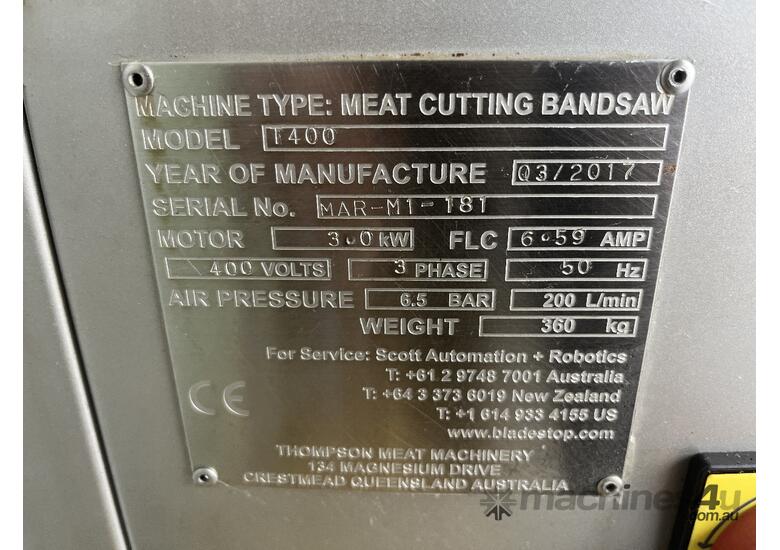 MACHINE TYPE: MEAT CUTTING BANDSAW
MODEL T400
YEAR OF MANUFACTURE Q3/2017
SERIAL No. MAR-M1-181
MOTOR 3.0 kW FLC 6.59 AMP
400 VOLTS 3 PHASE 50 Hz
AIR PRESSURE 6.5 BAR 200 L/min
WEIGHT 360 kg
For Service: Scott Automation + Robotics
T: +61 2 9748 7001 Australia
T: +64 3 373 6019 New Zealand
T: +1 614 933 4155 US
www.bladestop.com
CE
THOMPSON MEAT MACHINERY
134 MAGNESIUM DRIVE
CRESTMEAD QUEENSLAND AUSTRALIA
machines4u
.com.au